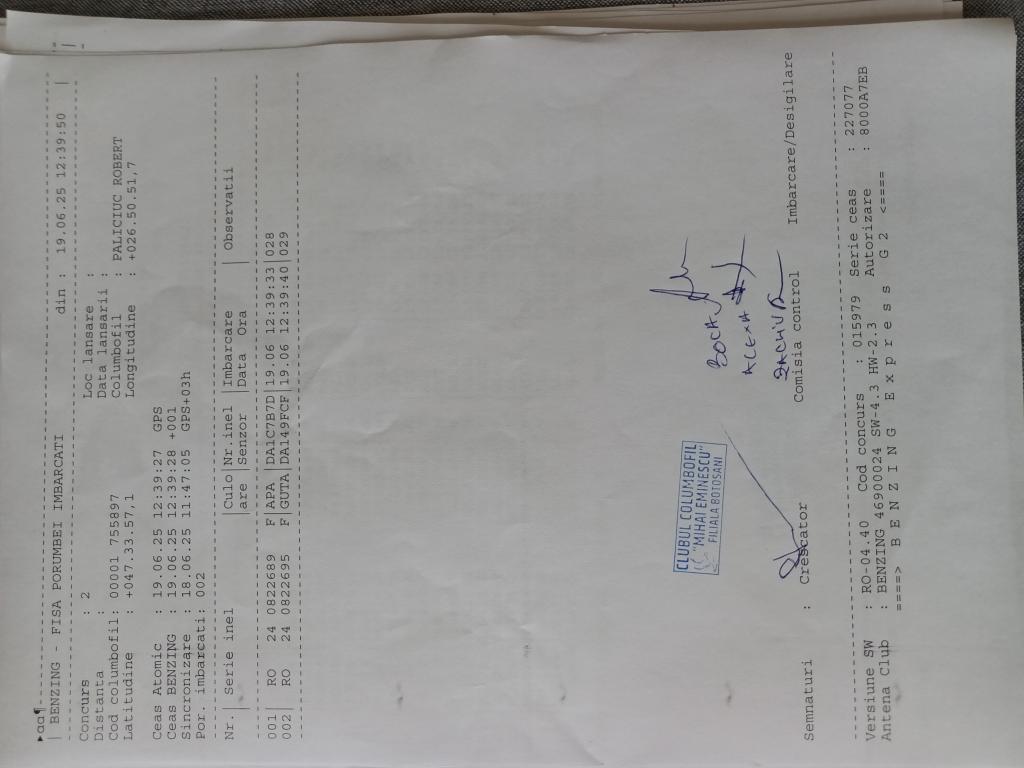 ▸aa¶
| BENZING - FISA PORUMBEI IMBARCATI din : 19.06.25 12:39:50 |
Concurs : 2 Loc lansare :
Distanta : Data lansarii :
Cod columbofil: 00001 755897 Columbofil : PALICIUC ROBERT
Latitudine : +047.33.57,1 Longitudine : +026.50.51,7
Ceas Atomic : 19.06.25 12:39:27 GPS
Ceas BENZING : 19.06.25 12:39:28 +001
Sincronizare : 18.06.25 11:47:05 GPS+03h
Por. imbarcati: 002
Nr.| Serie inel |Culo|Nr.inel |Imbarcare | Observatii
| |are |Senzor |Data Ora |
001| RO 24 0822689 F|APA |DA1C7B7D|19.06 12:39:33|028
002| RO 24 0822695 F|GUTA|DA149FCF|19.06 12:39:40|029
CLUBUL COLUMBOFIL
"MIHAI EMINESCU"
FILIALA BOTOSANI
ALEXA
Semnaturi : Crescator Comisia control Imbarcare/Desigilare
Versiune SW : RO-04.40 Cod concurs : 015979 Serie ceas : 227077
Antena Club : BENZING 46900024 SW-4.3 HW-2.3 Autorizare : 8000A7EB
====> B E N Z I N G E x p r e s s G 2 <====